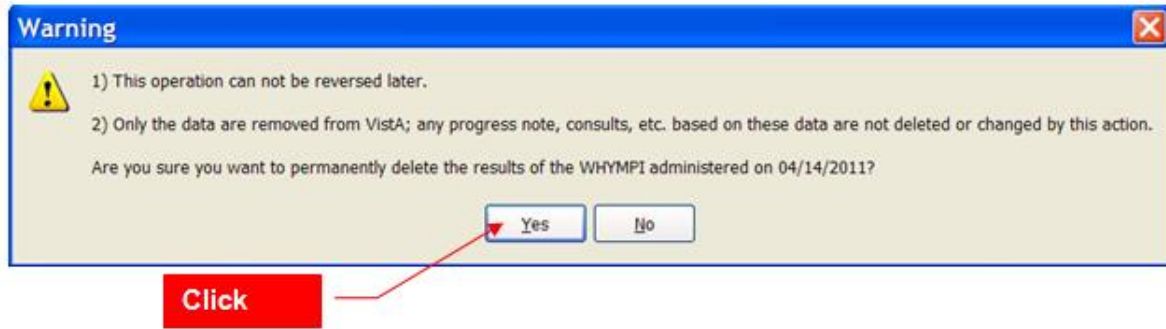 Warning
1) This operation can not be reversed later.
2) Only the data are removed from VistA; any progress note, consults, etc. based on these data are not deleted or changed by this action.
Are you sure you want to permanently delete the results of the WHYMPI administered on 04/14/2011?
Yes No
Click